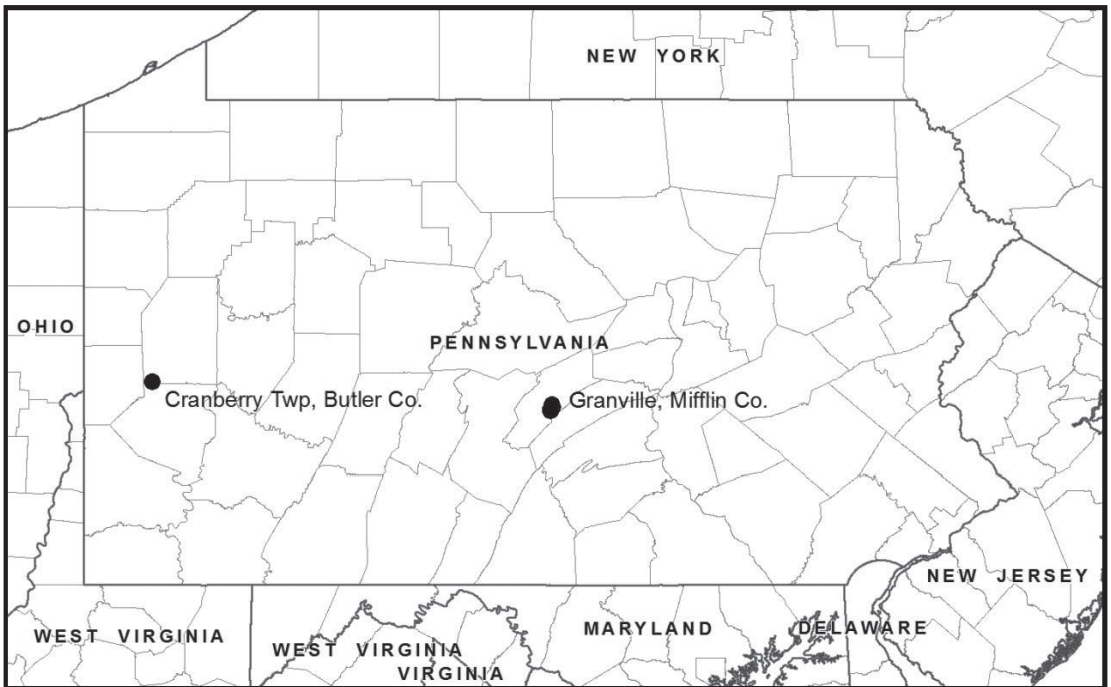 NEW YORK
OHIO
PENNSYLVANIA
Cranberry Twp, Butler Co.
Granville, Mifflin Co.
NEW JERSEY
WEST VIRGINIA
WEST VIRGINIA
VIRGINIA
MARYLAND
DELAWARE